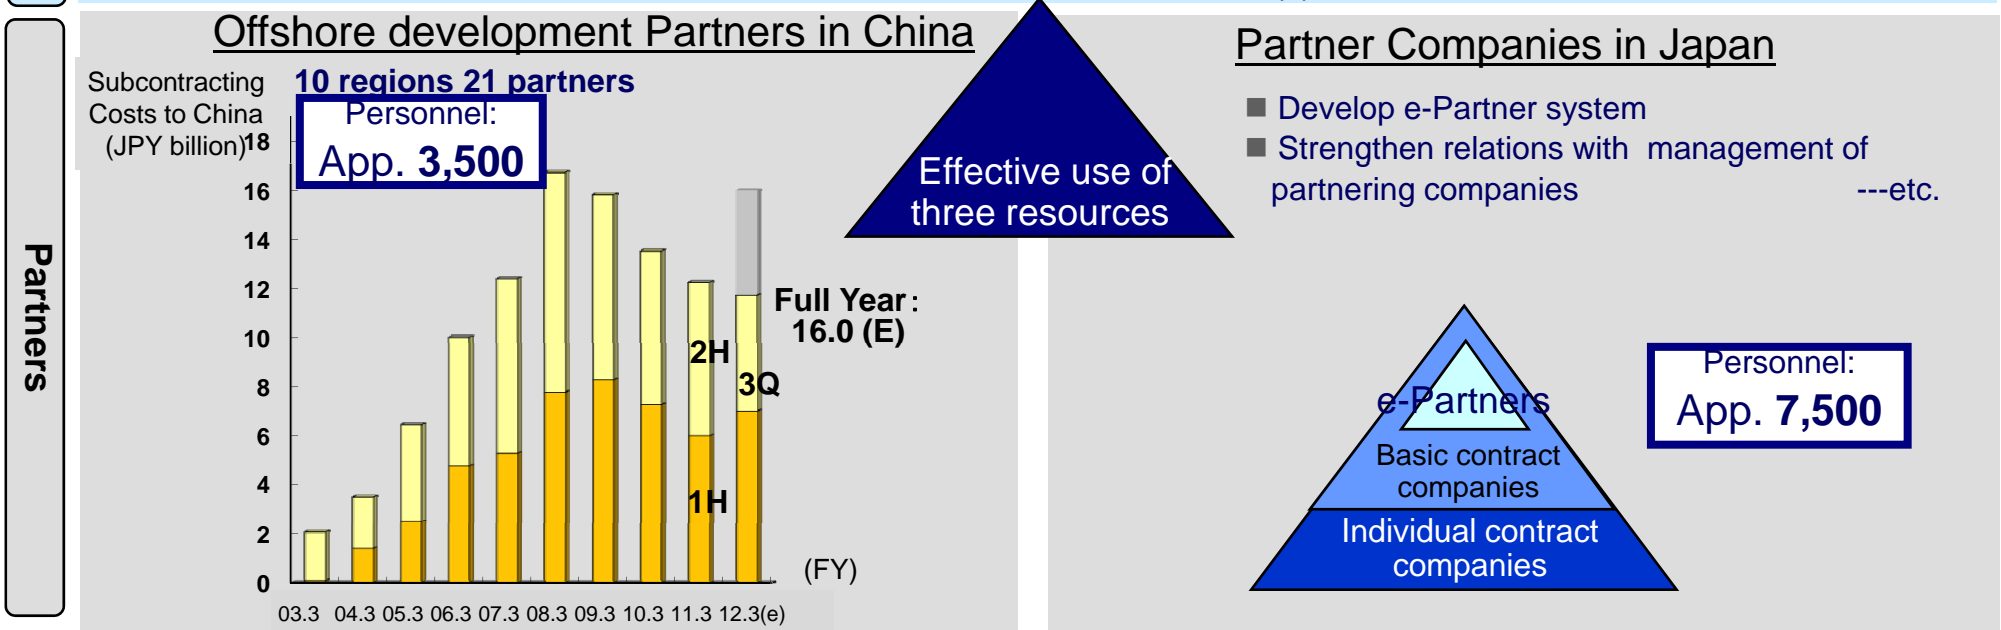 Partners
Offshore development Partners in China
Subcontracting
Costs to China
(JPY billion)
10 regions 21 partners
Personnel:
App. 3,500
18
16
14
12
10
8
6
4
2
0
2H
1H
3Q
Full Year:
16.0 (E)
(FY)
03.3 04.3 05.3 06.3 07.3 08.3 09.3 10.3 11.3 12.3(e)
Effective use of
three resources
Partner Companies in Japan
■ Develop e-Partner system
■ Strengthen relations with management of
partnering companies ---etc.
e-Partners
Basic contract
companies
Individual contract
companies
Personnel:
App. 7,500